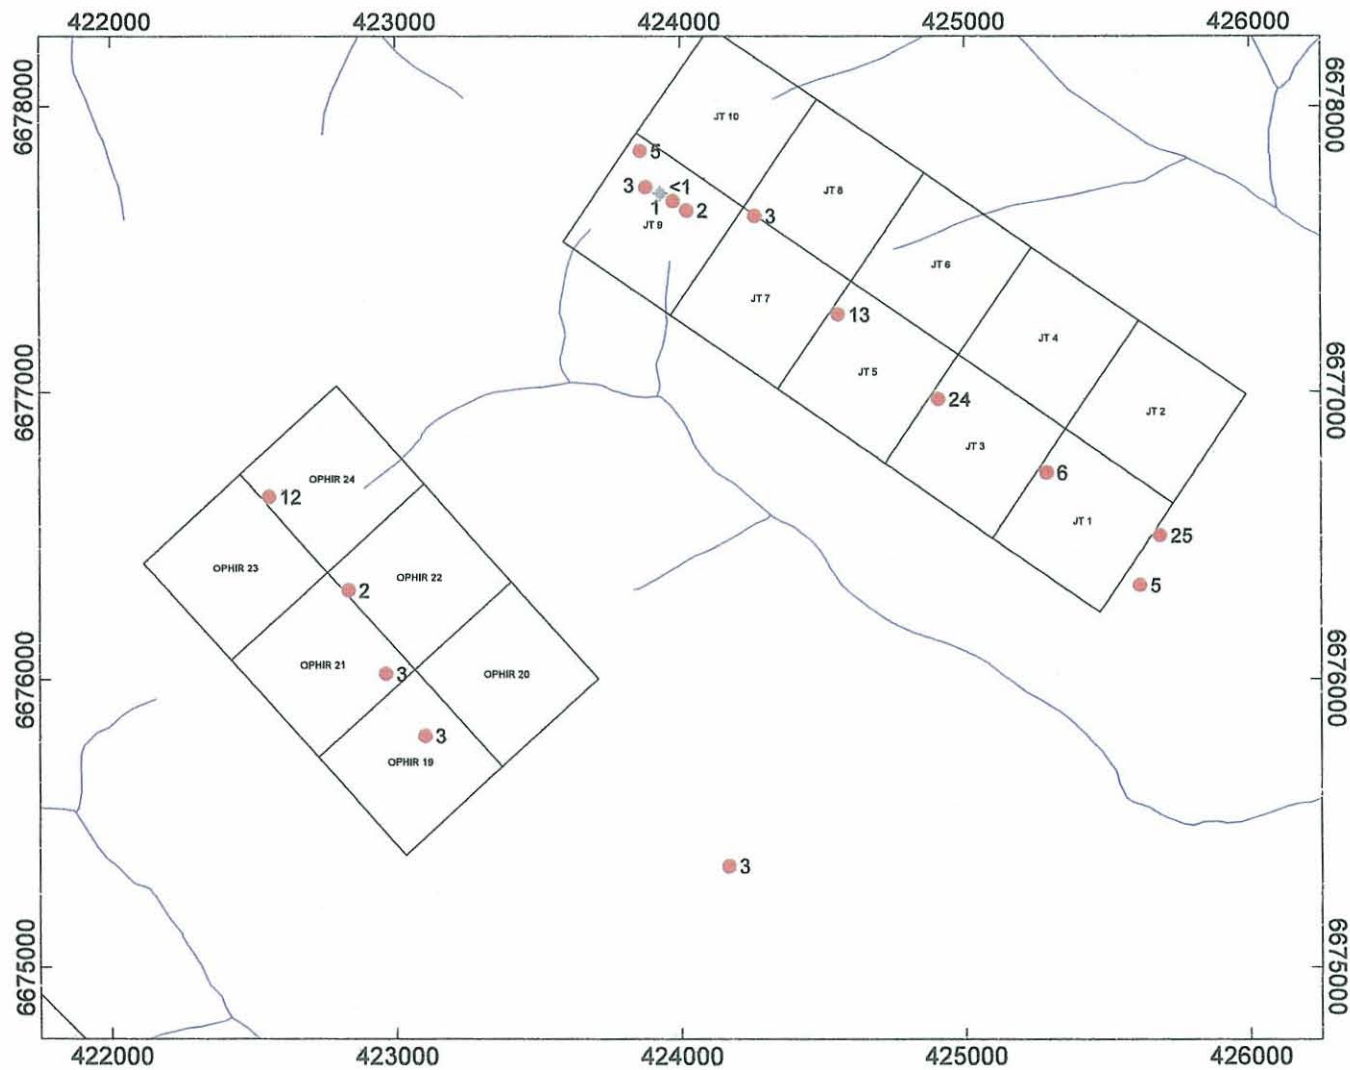 422000 423000 424000 425000 426000
6678000 6678000
JT 10
5
3 <1
1 2
JT 9
JT 8
3
JT 6
JT 7
13
JT 4
JT 5
6677000 6677000
24
JT 2
JT 3
6
OPHIR 24
12
JT 1
25
OPHIR 23
OPHIR 22
2
5
OPHIR 21
3
OPHIR 20
6676000 6676000
3
OPHIR 19
3
6675000 6675000
422000 423000 424000 425000 426000